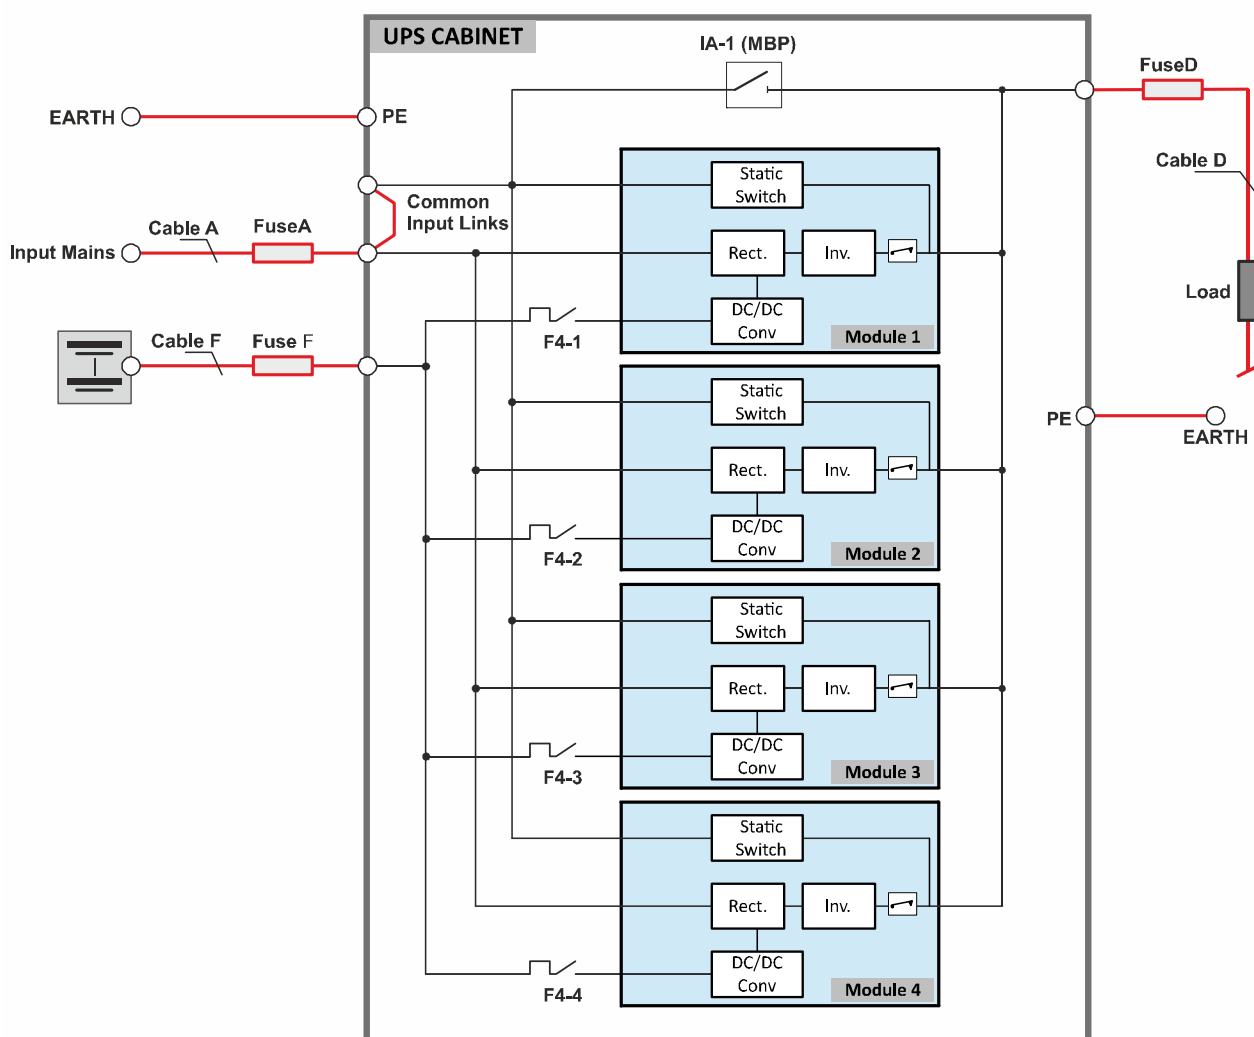 UPS CABINET
IA-1 (MBP)
FuseD
EARTH
PE
Cable D
Static
Switch
Common
Input Links
Cable A
FuseA
Input Mains
Rect.
Inv.
Load
DC/DC
Conv
F4-1
Module 1
Cable F
Fuse F
Static
Switch
PE
EARTH
Rect.
Inv.
DC/DC
Conv
F4-2
Module 2
Static
Switch
Rect.
Inv.
DC/DC
Conv
F4-3
Module 3
Static
Switch
Rect.
Inv.
DC/DC
Conv
F4-4
Module 4